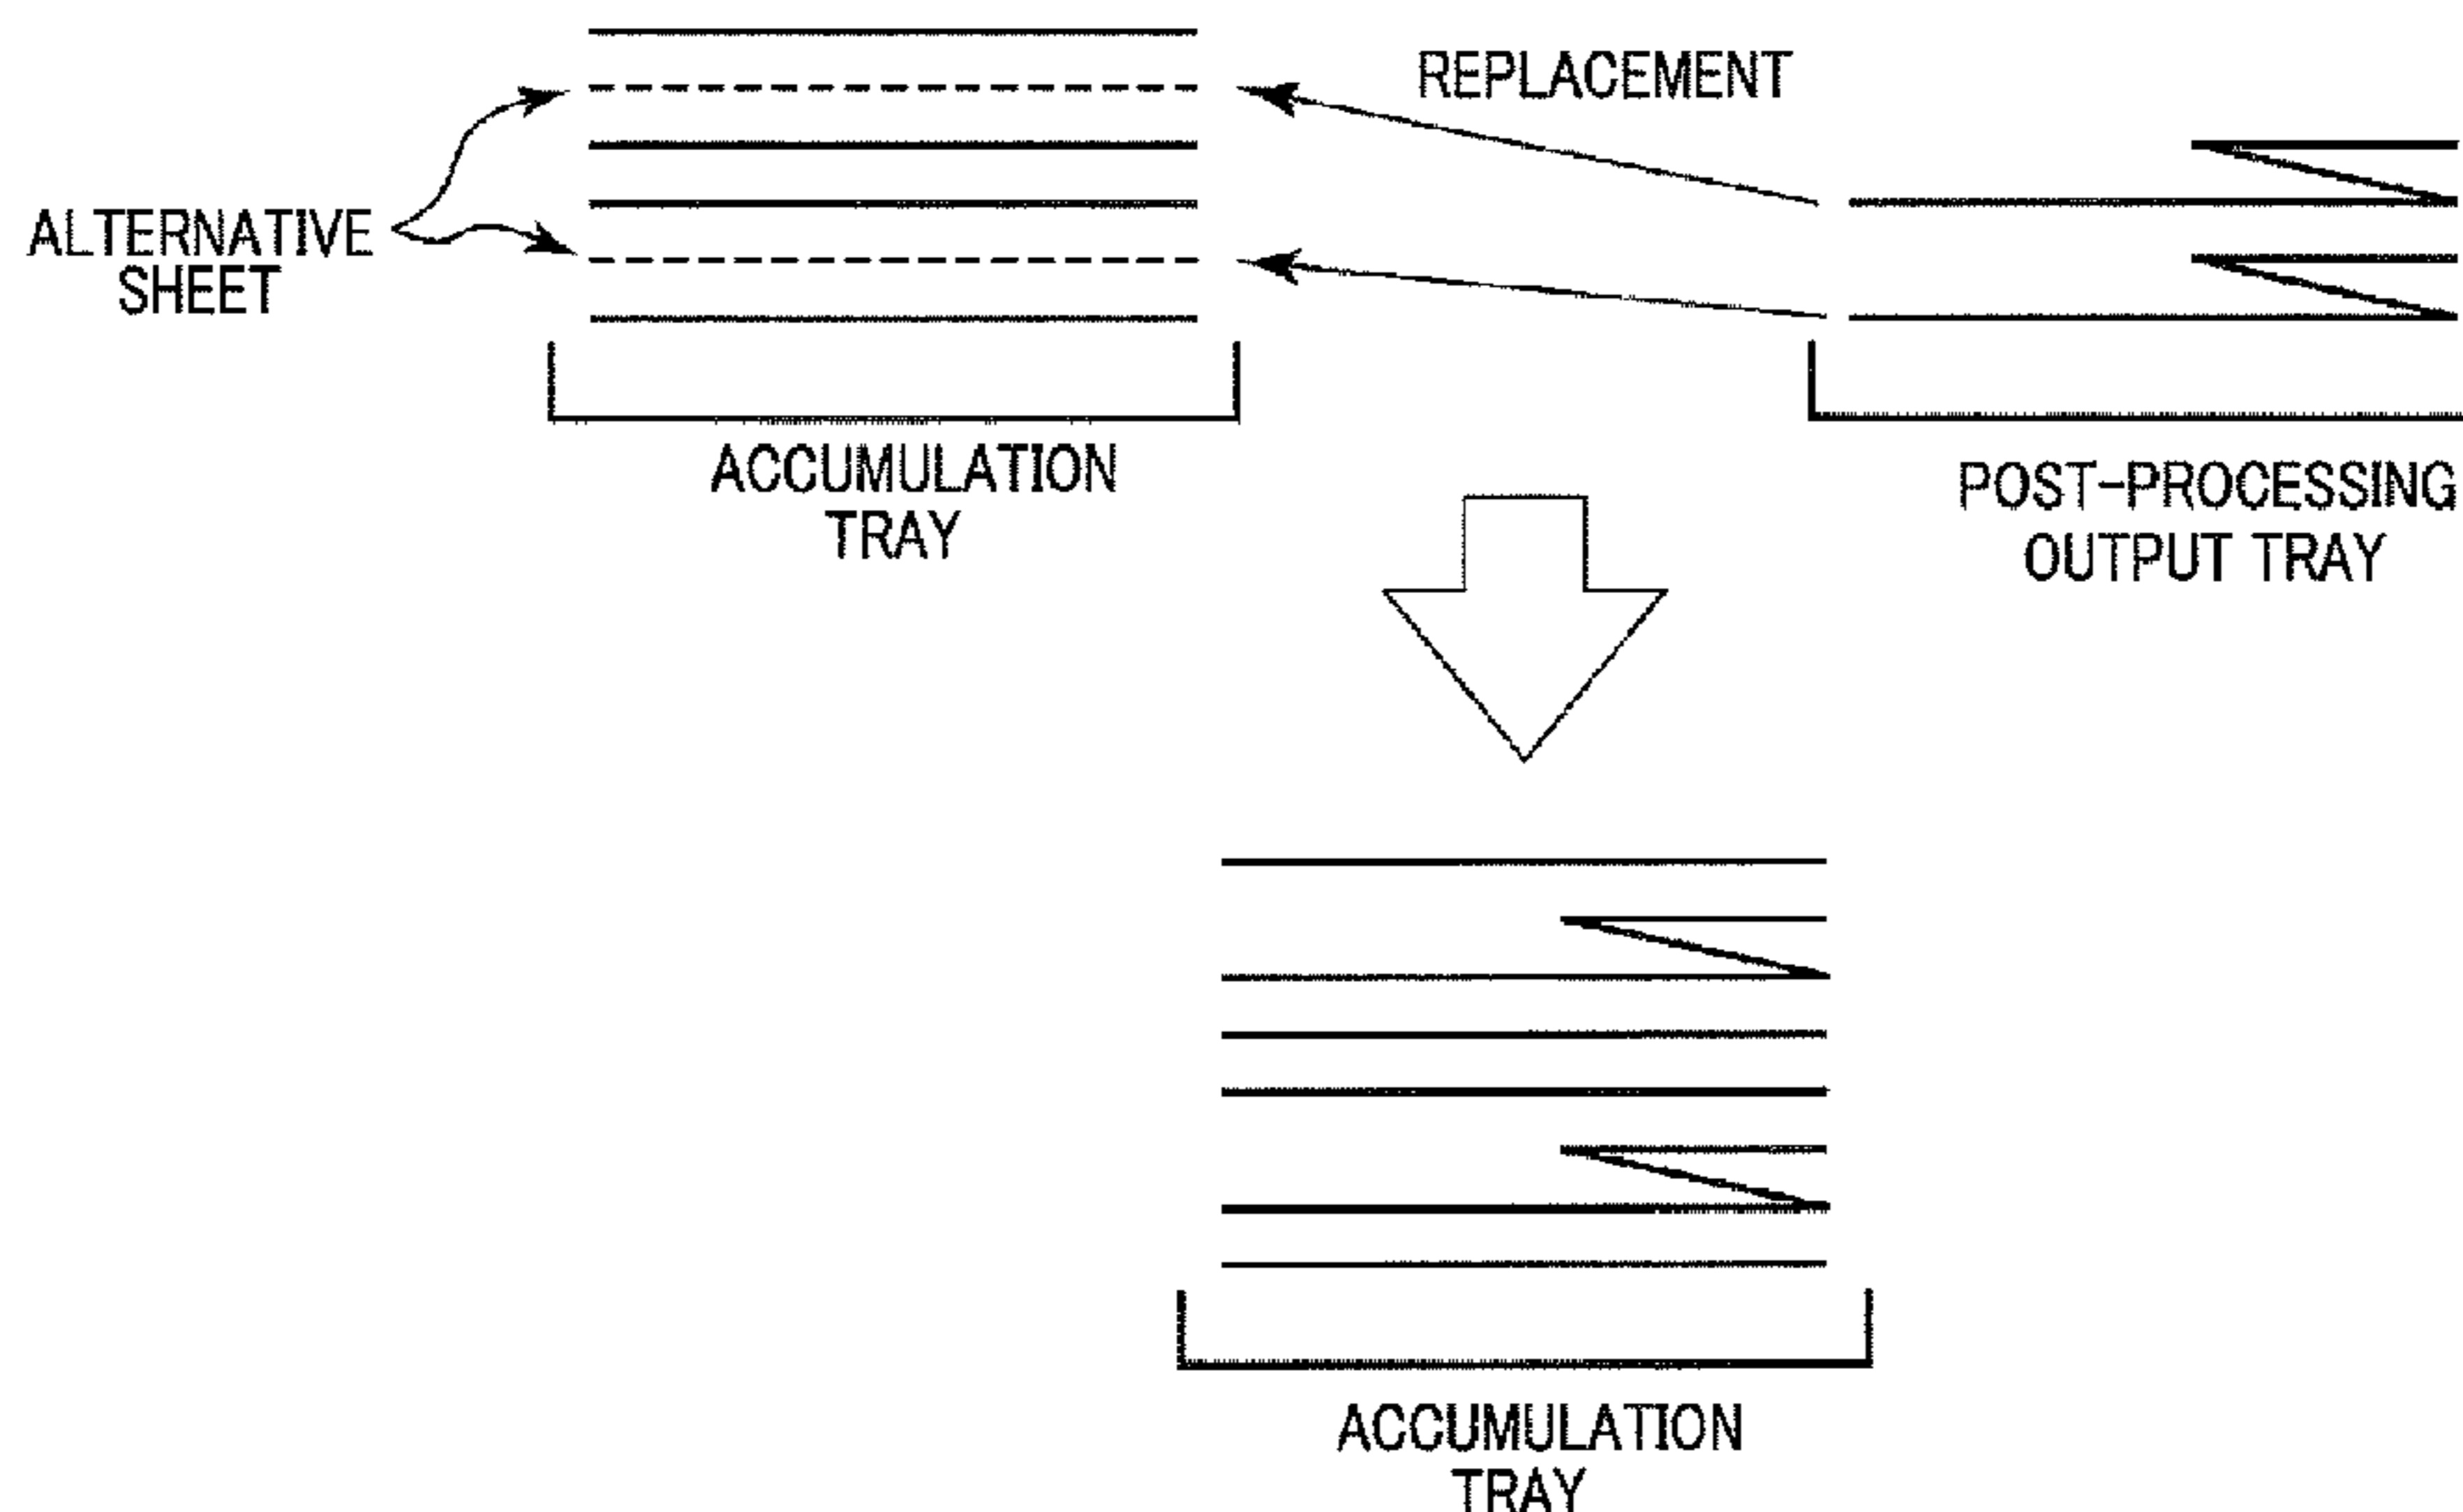 REPLACEMENT
ALTERNATIVE
SHEET
ACCUMULATION
TRAY
POST-PROCESSING
OUTPUT TRAY
ACCUMULATION
TRAY